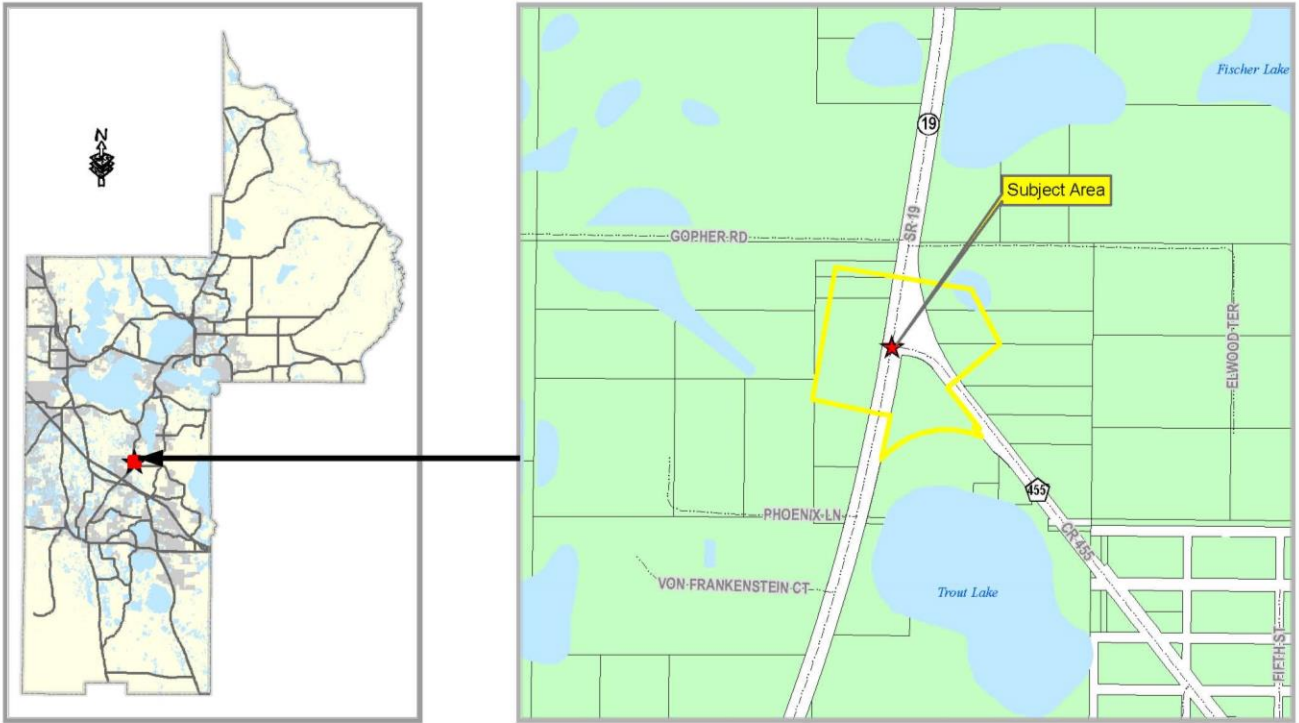 N
Fischer Lake
19
Subject Area
SR 19
GOPHER RD
ELWOOD TER
455
PHOENIX LN
CR 455
VON FRANKENSTEIN CT
Trout Lake
FIFTH ST